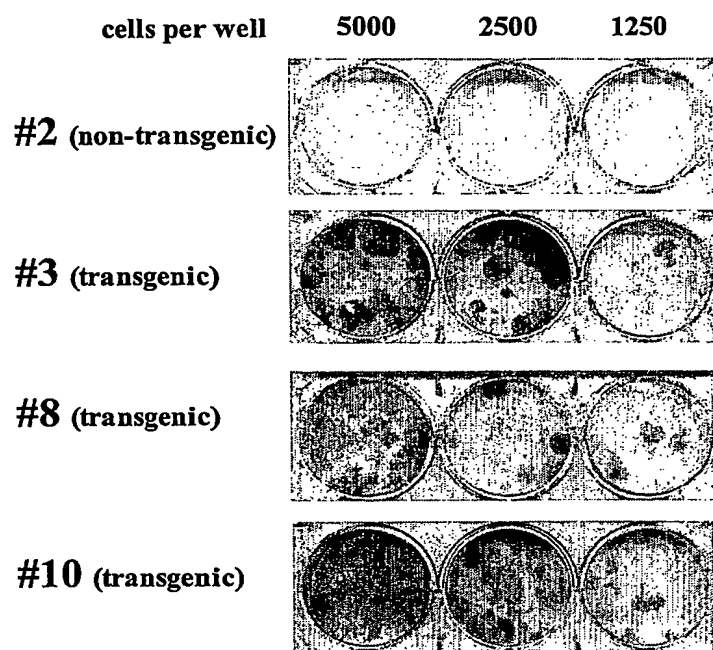 cells per well 5000 2500 1250
#2 (non-transgenic)
#3 (transgenic)
#8 (transgenic)
#10 (transgenic)